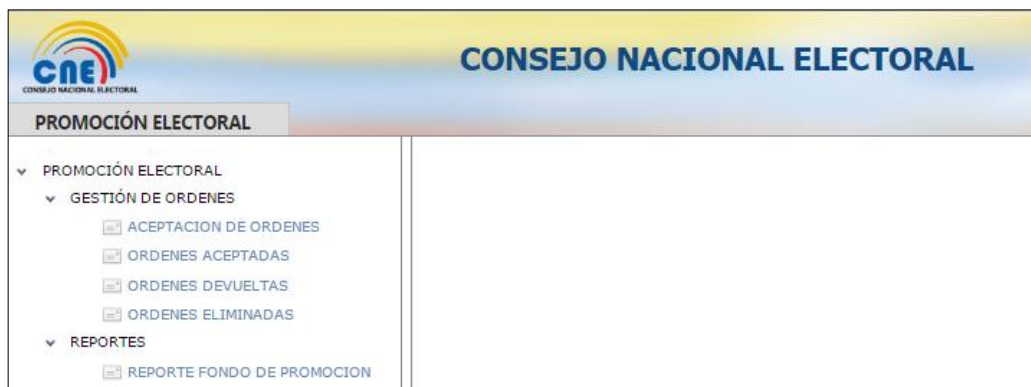 CNE
CONSEJO NACIONAL ELECTORAL
CONSEJO NACIONAL ELECTORAL
PROMOCIÓN ELECTORAL
PROMOCIÓN ELECTORAL
GESTIÓN DE ORDENES
ACEPTACION DE ORDENES
ORDENES ACEPTADAS
ORDENES DEVUELTAS
ORDENES ELIMINADAS
REPORTES
REPORTE FONDO DE PROMOCION